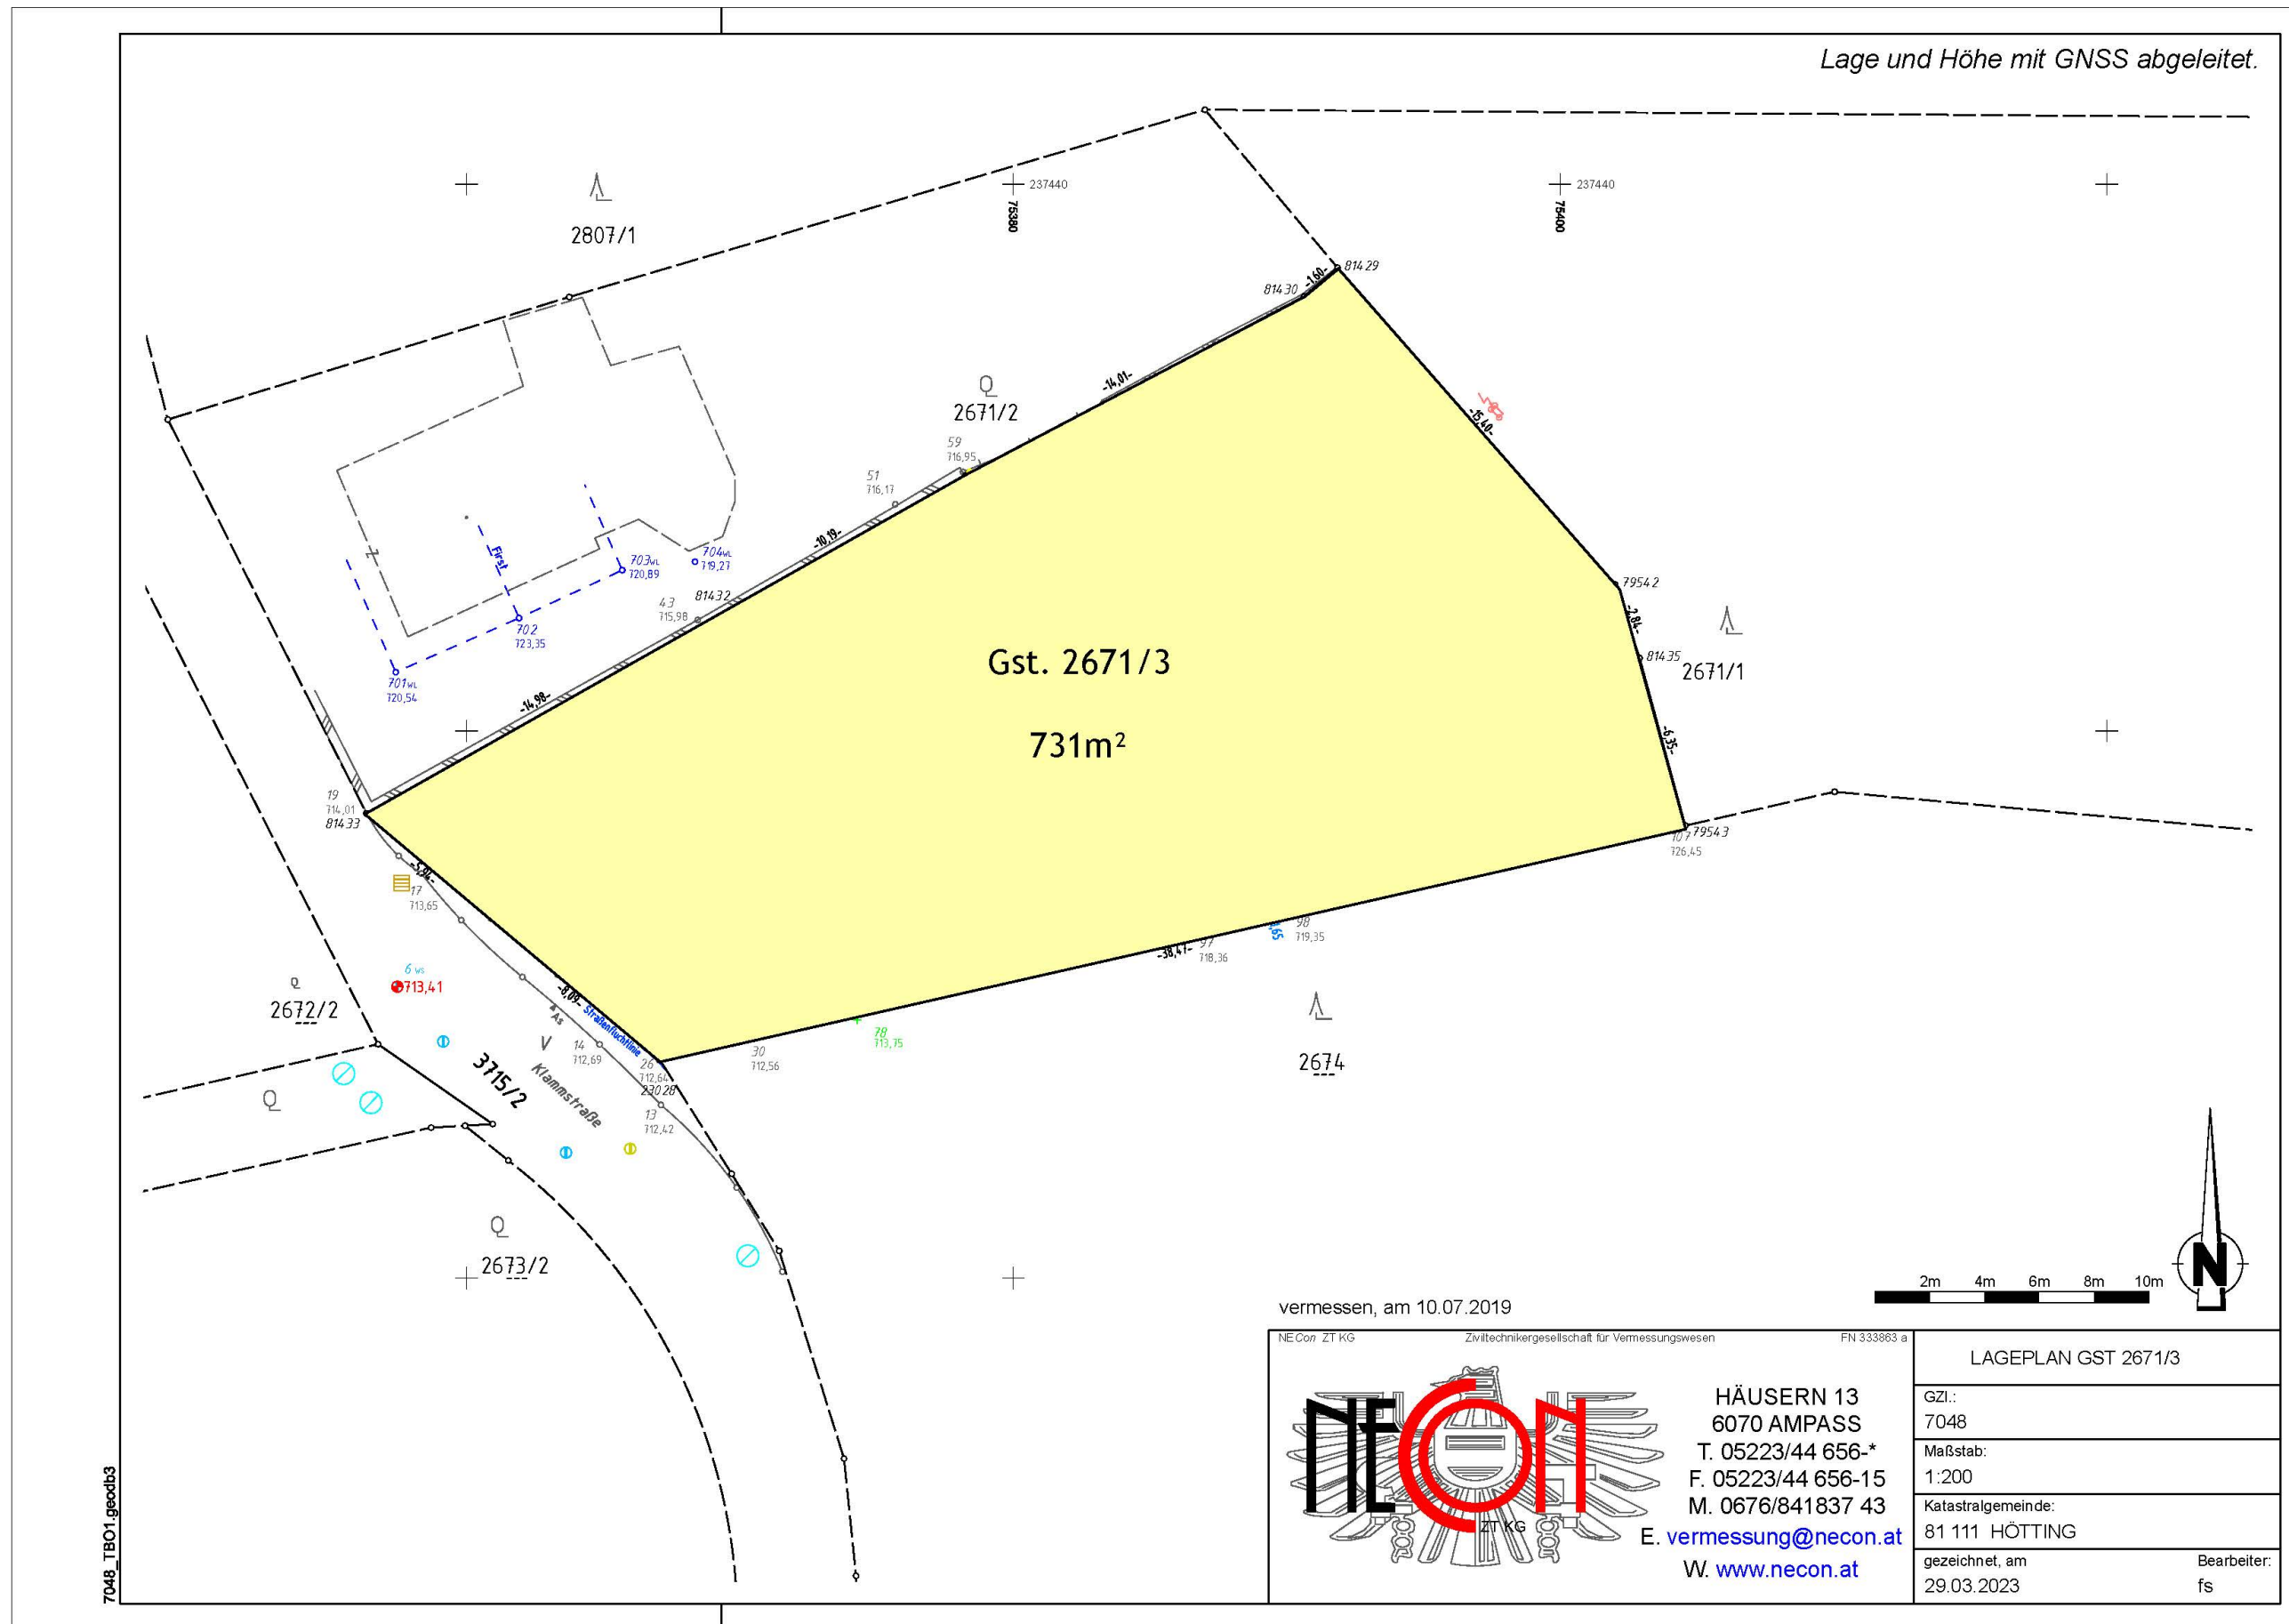 Lage und Höhe mit GNSS abgeleitet.
237440
237440
75380
75400
2807/1
81429
81430
-1,60-
-14,01-
2671/2
59
716,95
51
716,17
-15,40-
-10,19-
First
703WL
720,89
704WL
719,27
79542
43
715,98
81432
702
723,35
-2,84-
81435
2671/1
Gst. 2671/3
701WL
720,54
-14,98-
731m²
-6,35-
19
714,01
81433
79543
107
726,45
-5,94-
17
713,65
98
719,35
97
718,36
-38,47-
,65
6 WS
713,41
2672/2
-8,09-
Straßenfluchtlinie
As
V
14
712,69
78
713,75
30
712,56
26
712,64
23028
2674
3715/2
Klammstraße
13
712,42
2673/2
N
2m 4m 6m 8m 10m
vermessen, am 10.07.2019
NECon ZT KG Ziviltechnikergesellschaft für Vermessungswesen FN 333863 a
NECON
ZT KG
HÄUSERN 13
6070 AMPASS
T. 05223/44 656-*
F. 05223/44 656-15
M. 0676/841837 43
E. vermessung@necon.at
W. www.necon.at
LAGEPLAN GST 2671/3
GZl.:
7048
Maßstab:
1:200
Katastralgemeinde:
81 111 HÖTTING
gezeichnet, am Bearbeiter:
29.03.2023 fs
7048_TBO1.geodb3